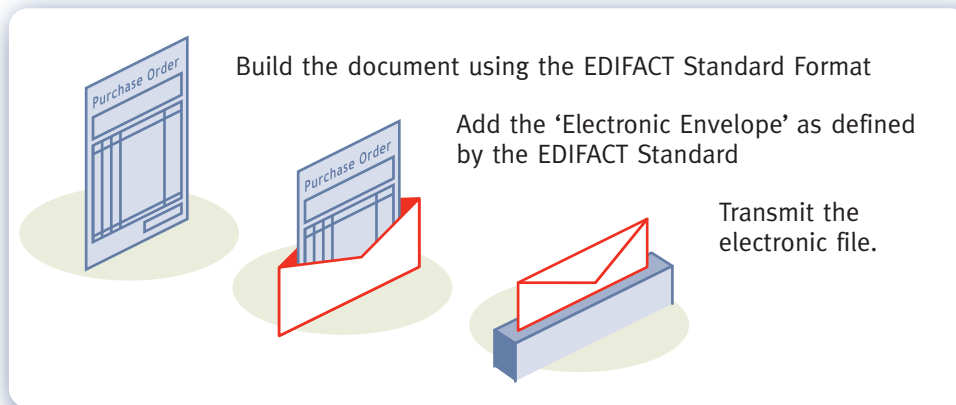 Purchase Order
Build the document using the EDIFACT Standard Format
Purchase Order
Add the ‘Electronic Envelope’ as defined
by the EDIFACT Standard
Transmit the
electronic file.